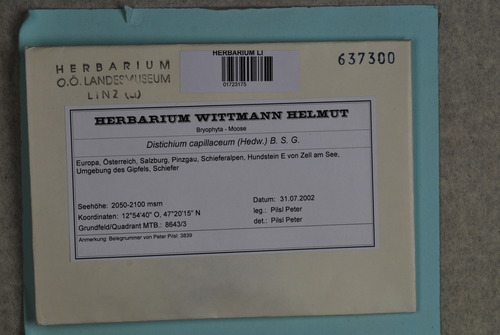 HERBARIUM
O.Ö. LANDESMUSEUM
LINZ (J)
HERBARIUM LI
01723175
637300
HERBARIUM WITTMANN HELMUT
Bryophyta - Moose
Distichium capillaceum (Hedw.) B. S. G.
Europa, Österreich, Salzburg, Pinzgau, Schieferalpen, Hundstein E von Zell am See,
Umgebung des Gipfels, Schiefer
Seehöhe: 2050-2100 msm
Koordinaten: 12°54'40" O, 47°20'15" N
Grundfeld/Quadrant MTB.: 8643/3
Datum: 31.07.2002
leg.: Pilsl Peter
det.: Pilsl Peter
Anmerkung: Belegnummer von Peter Pilsl: 3839